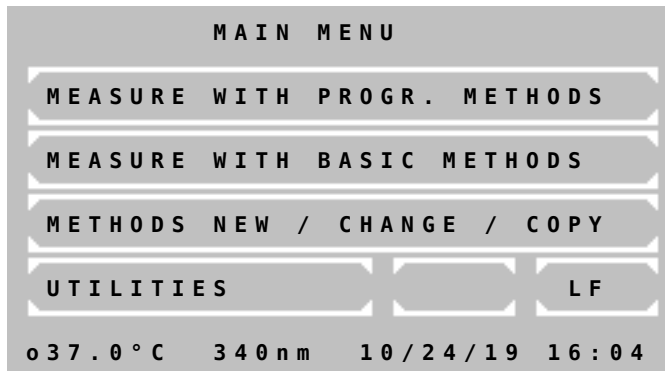 MAIN MENU
MEASURE WITH PROGR. METHODS
MEASURE WITH BASIC METHODS
METHODS NEW / CHANGE / COPY
UTILITIES LF
o37.0°C 340nm 10/24/19 16:04